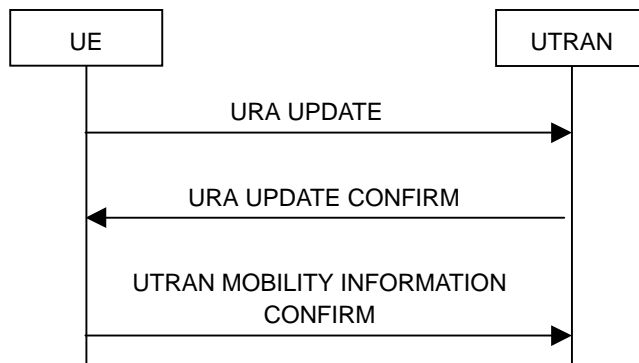 UE
UTRAN
URA UPDATE
URA UPDATE CONFIRM
UTRAN MOBILITY INFORMATION
CONFIRM